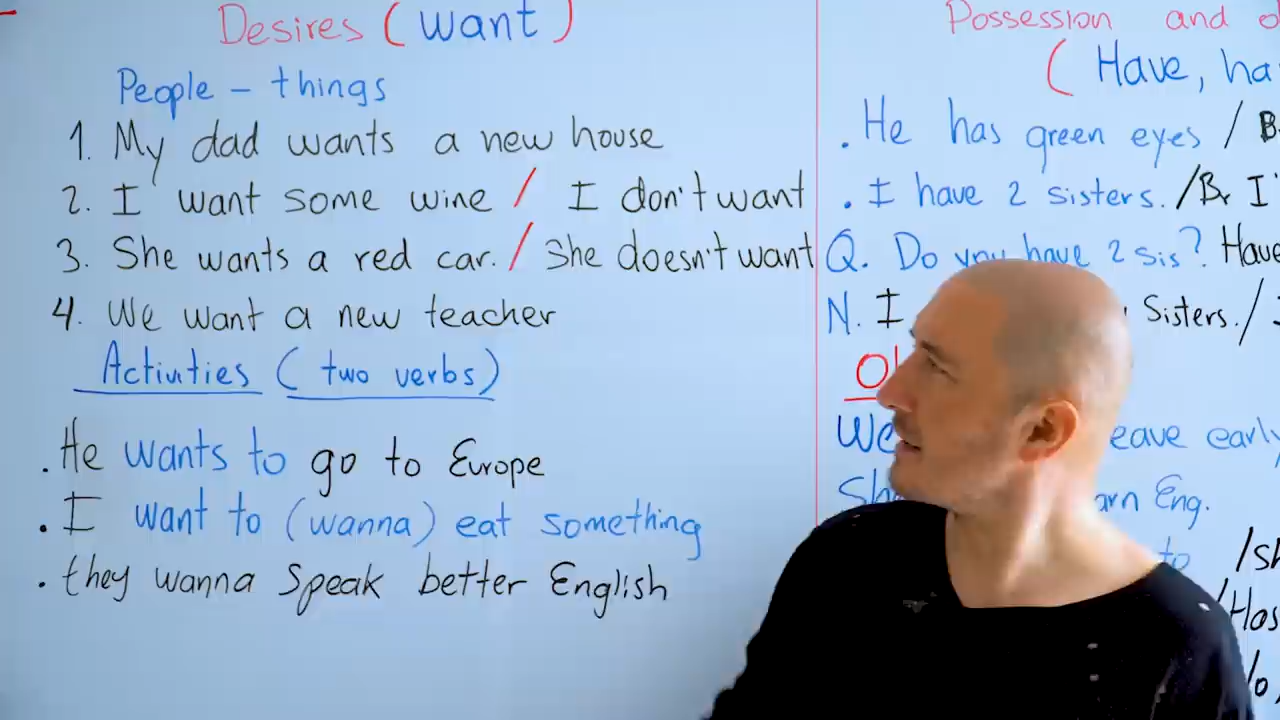 Desires (want)
People - things
1. My dad wants a new house
2. I want some wine / I don't want
3. She wants a red car. / She doesn't want
4. We want a new teacher
Activities (two verbs)
. He wants to go to Europe
. I want to (wanna) eat something
. they wanna speak better English
Possession and
(Have,
. He has green eyes /
. I have 2 sisters. / Br
Q. Do you have 2 sis? Have
N. I Sisters. /
We early
Eng.
to